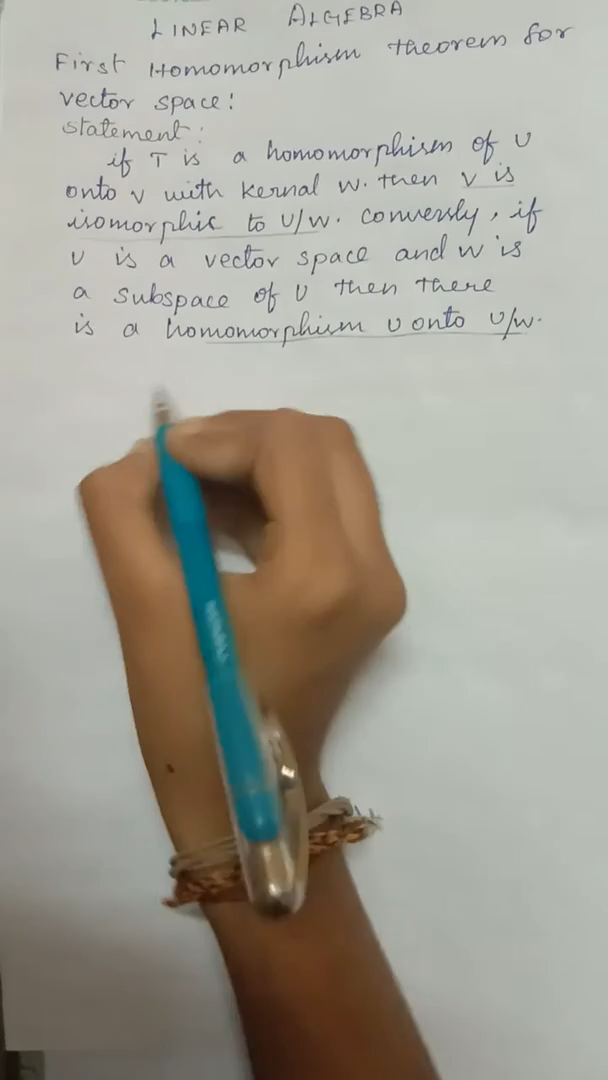 LINEAR ALGEBRA
First Homomorphism theorem for
vector space:
statement:
if T is a homomorphism of U
onto V with Kernal W. then V is
isomorphic to U/W. conversly, if
U is a vector space and W is
a subspace of U then there
is a homomorphism U onto U/W.